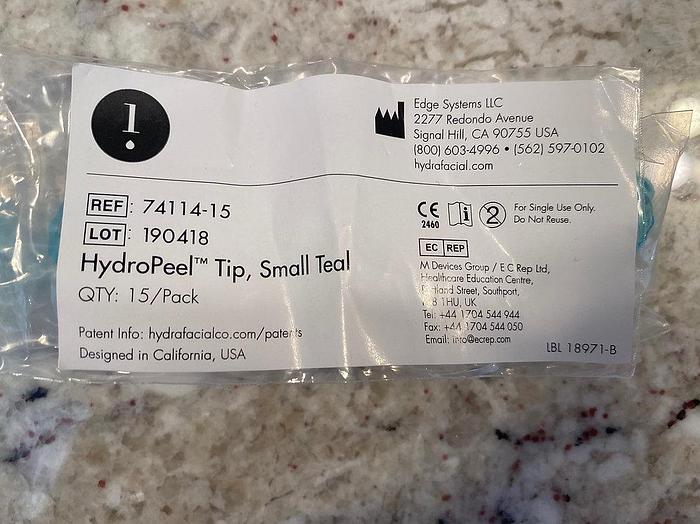 1
Edge Systems LLC
2277 Redondo Avenue
Signal Hill, CA 90755 USA
(800) 603-4996 • (562) 597-0102
hydrafacial.com
REF: 74114-15
LOT: 190418
HydroPeel™ Tip, Small Teal
QTY: 15/Pack
Patent Info: hydrafacialco.com/patents
Designed in California, USA
CE
2460
i
2
For Single Use Only.
Do Not Reuse.
EC REP
M Devices Group / E C Rep Ltd,
Healthcare Education Centre,
Portland Street, Southport,
1HU, UK
Tel: +44 1704 544 944
Fax: +44 1704 544 050
Email: info@ecrep.com
LBL 18971-B